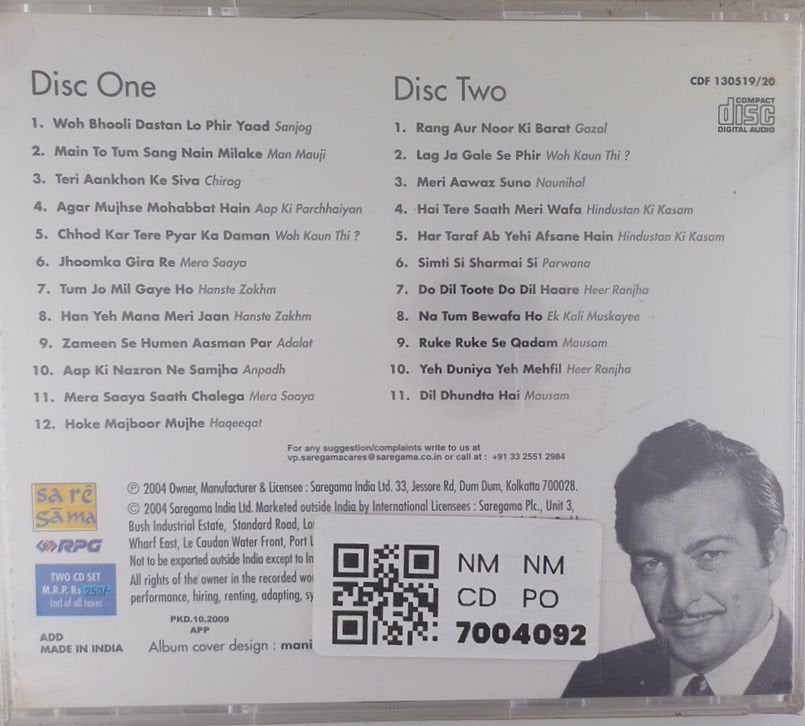 Disc One
1. Woh Bhooli Dastan Lo Phir Yaad Sanjog
2. Main To Tum Sang Nain Milake Man Mauji
3. Teri Aankhon Ke Siva Chirag
4. Agar Mujhse Mohabbat Hain Aap Ki Parchhaiyan
5. Chhod Kar Tere Pyar Ka Daman Woh Kaun Thi ?
6. Jhoomka Gira Re Mera Saaya
7. Tum Jo Mil Gaye Ho Hanste Zakhm
8. Han Yeh Mana Meri Jaan Hanste Zakhm
9. Zameen Se Humen Aasman Par Adalat
10. Aap Ki Nazron Ne Samjha Anpadh
11. Mera Saaya Saath Chalega Mera Saaya
12. Hoke Majboor Mujhe Haqeeqat
Disc Two
1. Rang Aur Noor Ki Barat Gazal
2. Lag Ja Gale Se Phir Woh Kaun Thi ?
3. Meri Aawaz Suno Naunihal
4. Hai Tere Saath Meri Wafa Hindustan Ki Kasam
5. Har Taraf Ab Yehi Afsane Hain Hindustan Ki Kasam
6. Simti Si Sharmai Si Parwana
7. Do Dil Toote Do Dil Haare Heer Ranjha
8. Na Tum Bewafa Ho Ek Kali Muskayee
9. Ruke Ruke Se Qadam Mausam
10. Yeh Duniya Yeh Mehfil Heer Ranjha
11. Dil Dhundta Hai Mausam
CDF 130519/20
COMPACT
disc
DIGITAL AUDIO
For any suggestion/complaints write to us at
vp.saregamacares@saregama.co.in or call at : +91 33 2551 2984
sa rē
gāma
RPG
TWO CD SET
M.R.P. Rs 250/-
Incl of all taxes
ADD
MADE IN INDIA
℗ 2004 Owner, Manufacturer & Licensee : Saregama India Ltd. 33, Jessore Rd, Dum Dum, Kolkatta 700028.
© 2004 Saregama India Ltd. Marketed outside India by International Licensees : Saregama Plc., Unit 3,
Bush Industrial Estate, Standard Road,
Wharf East, Le Caudan Water Front, Port
Not to be exported outside India except to
All rights of the owner in the recorded
performance, hiring, renting, adapting,
PKD.10.2009
APP
Album cover design :
NM NM
CD PO
7004092